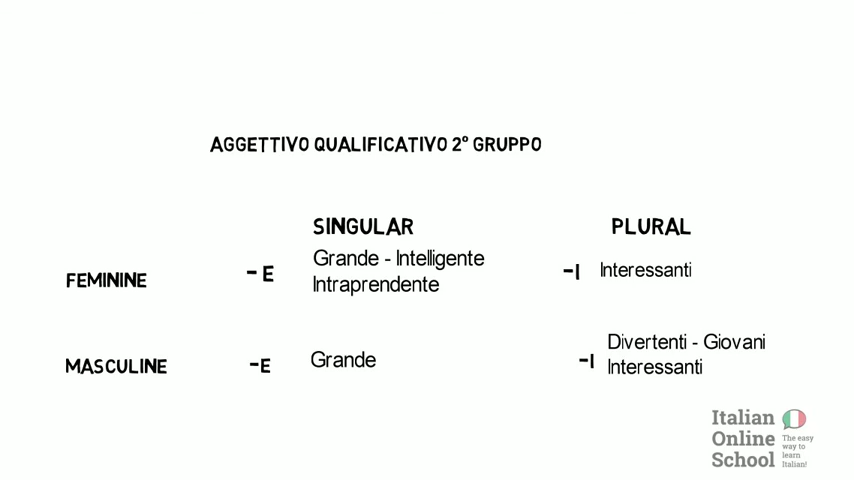 AGGETTIVO QUALIFICATIVO 2° GRUPPO
SINGULAR PLURAL
FEMININE -E Grande - Intelligente
Intraprendente -I Interessanti
MASCULINE -E Grande -I Divertenti - Giovani
Interessanti
Italian
Online
School
The easy
way to
learn
Italian!